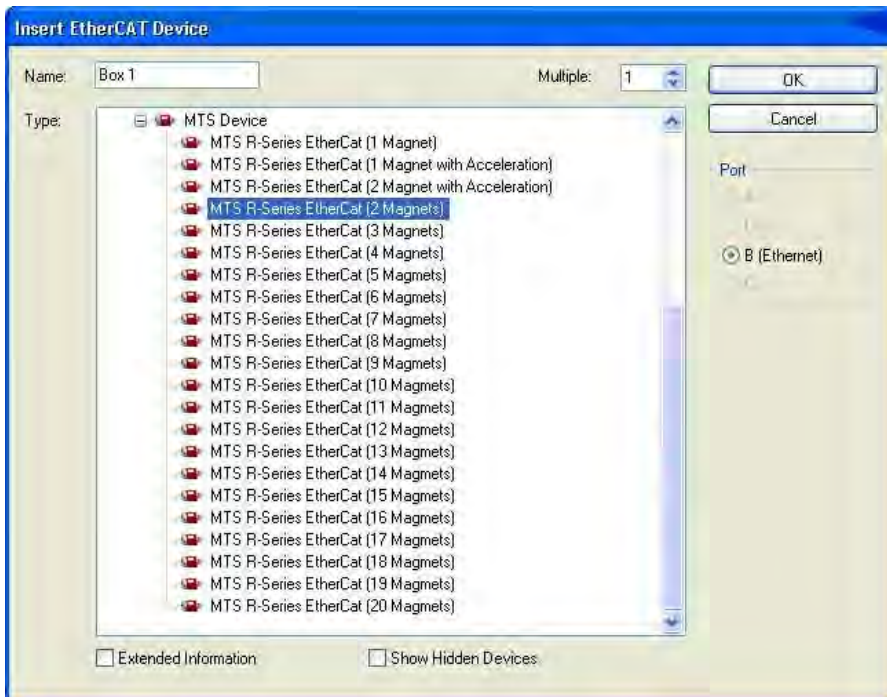 Insert EtherCAT Device
Name: Box 1 Multiple: 1 OK
Type: MTS Device Cancel
MTS R-Series EtherCat (1 Magnet)
MTS R-Series EtherCat (1 Magnet with Acceleration)
MTS R-Series EtherCat (2 Magnet with Acceleration)
MTS R-Series EtherCat (2 Magnets)
MTS R-Series EtherCat (3 Magnets)
MTS R-Series EtherCat (4 Magnets)
MTS R-Series EtherCat (5 Magmets)
MTS R-Series EtherCat (6 Magmets)
MTS R-Series EtherCat (7 Magmets)
MTS R-Series EtherCat (8 Magmets)
MTS R-Series EtherCat (9 Magmets)
MTS R-Series EtherCat (10 Magmets)
MTS R-Series EtherCat (11 Magmets)
MTS R-Series EtherCat (12 Magmets)
MTS R-Series EtherCat (13 Magmets)
MTS R-Series EtherCat (14 Magmets)
MTS R-Series EtherCat (15 Magmets)
MTS R-Series EtherCat (16 Magmets)
MTS R-Series EtherCat (17 Magmets)
MTS R-Series EtherCat (18 Magmets)
MTS R-Series EtherCat (19 Magmets)
MTS R-Series EtherCat (20 Magmets)
Port
B (Ethernet)
Extended Information Show Hidden Devices